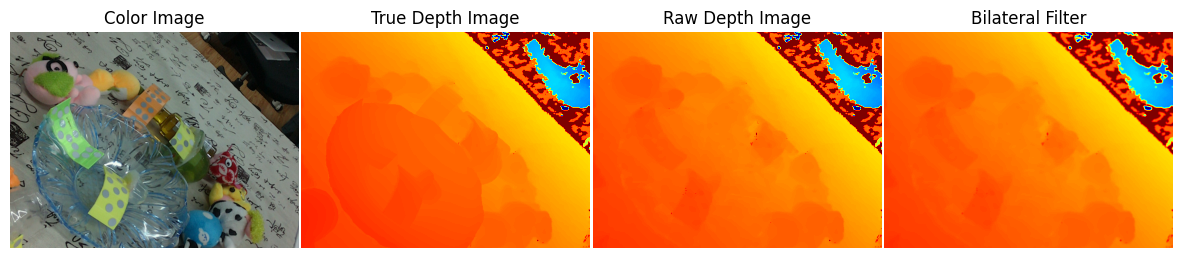 Color Image
True Depth Image
Raw Depth Image
Bilateral Filter